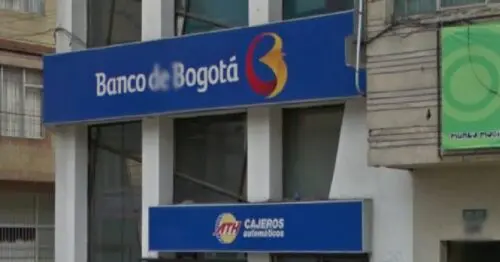 Banco de Bogotá
ATH CAJEROS
automáticos